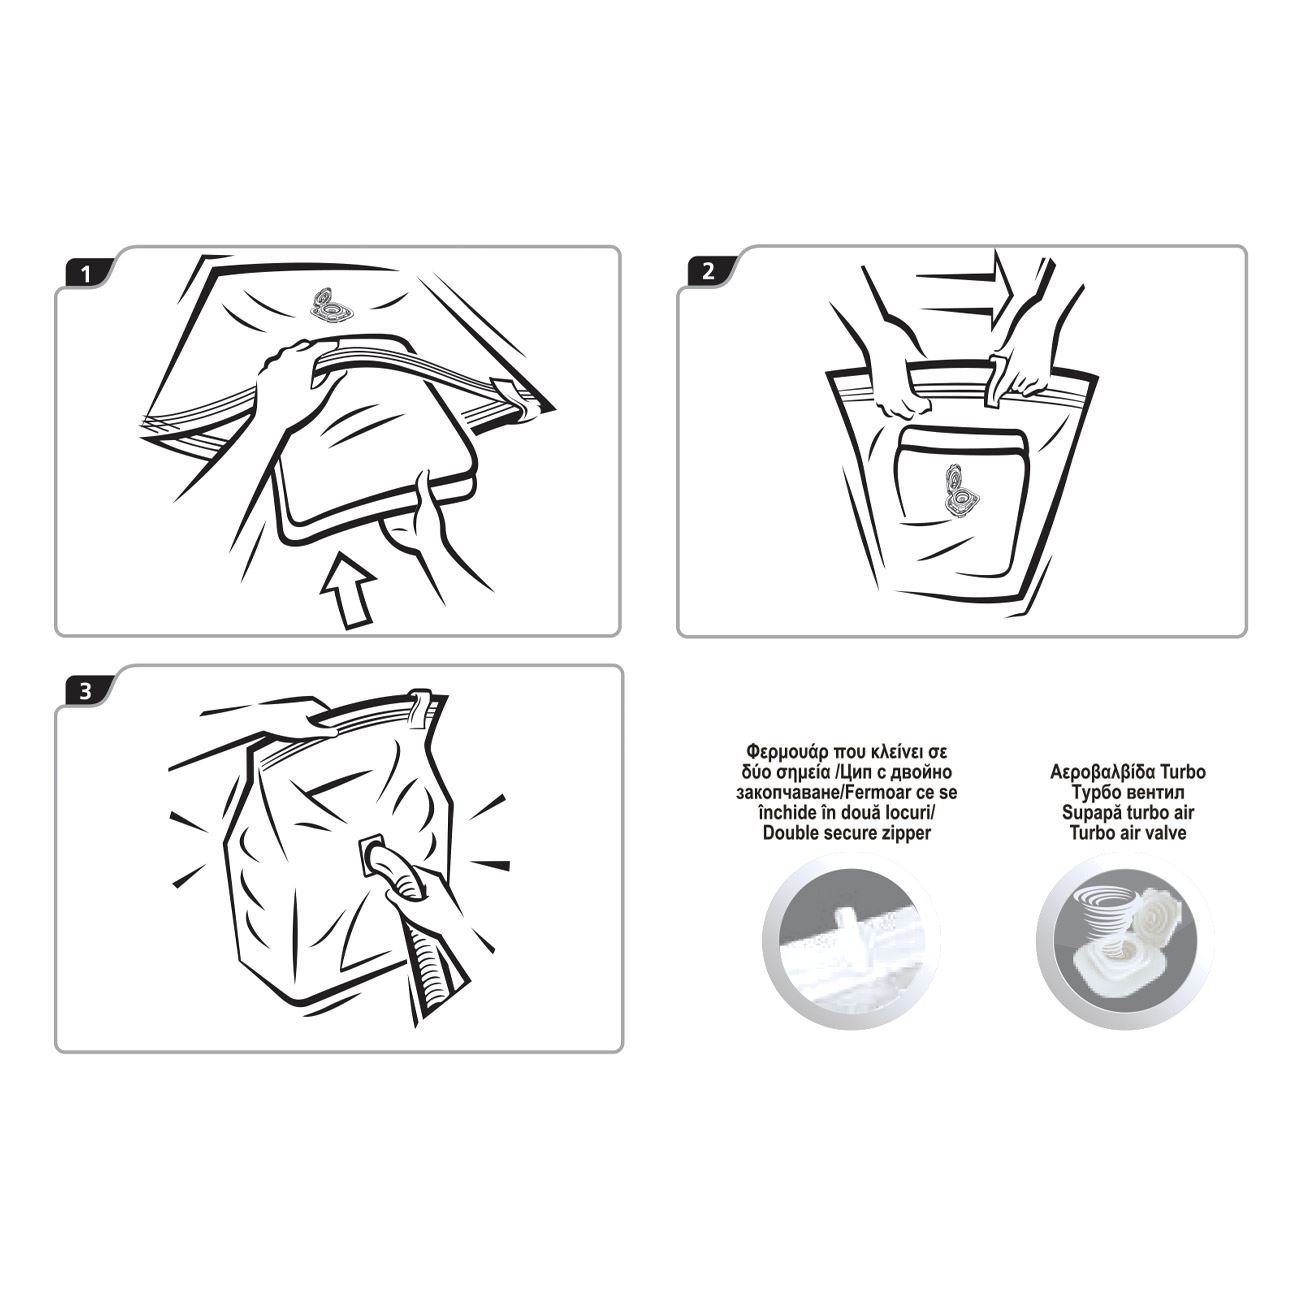 1
2
3
Φερμουάρ που κλείνει σε
δύο σημεία /Цип с двойно
закопчаване/Fermoar ce se
închide în două locuri/
Double secure zipper
Αεροβαλβίδα Turbo
Турбо вентил
Supapă turbo air
Turbo air valve